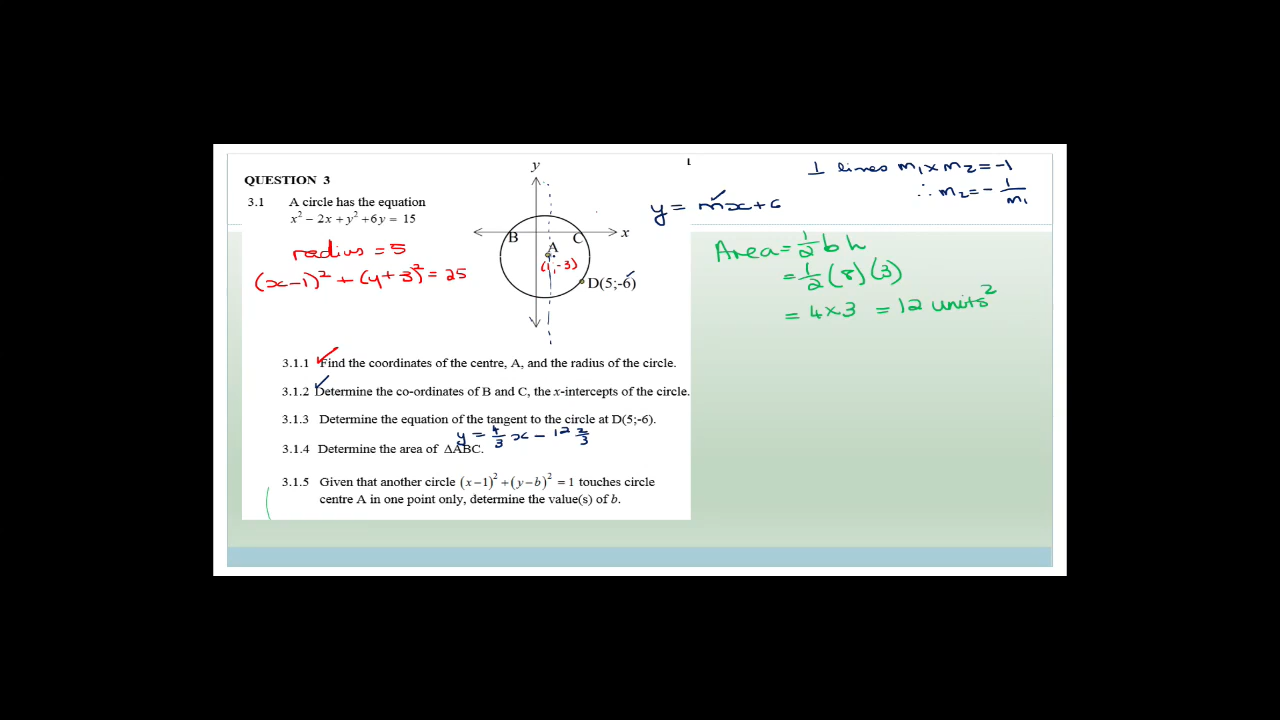 QUESTION 3
3.1 A circle has the equation
x² − 2x + y² + 6y = 15
radius = 5
(x−1)² + (y+3)² = 25
y
x
B
C
A
(1,−3)
D(5;-6)
3.1.1 Find the coordinates of the centre, A, and the radius of the circle.
3.1.2 Determine the co-ordinates of B and C, the x-intercepts of the circle.
3.1.3 Determine the equation of the tangent to the circle at D(5;-6).
y = 4/3 x − 12 2/3
3.1.4 Determine the area of ΔABC.
3.1.5 Given that another circle (x−1)² + (y−b)² = 1 touches circle
centre A in one point only, determine the value(s) of b.
⊥ lines m₁ × m₂ = −1
∴ m₂ = − 1/m₁
y = mx + c
Area = 1/2 b h
= 1/2 (8)(3)
= 4×3 = 12 units²